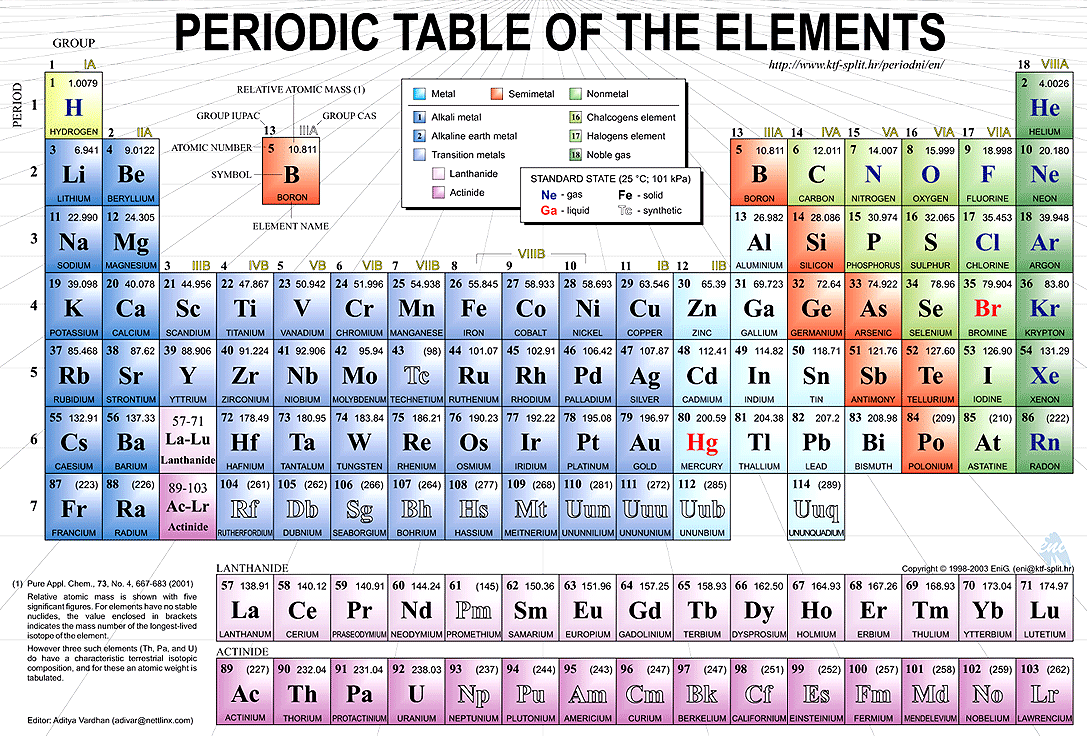 PERIODIC TABLE OF THE ELEMENTS
http://www.ktf-split.hr/periodni/en/
GROUP
PERIOD
1 IA
18 VIIIA
1 1 1.0079 2 4.0026
H He
HYDROGEN HELIUM
RELATIVE ATOMIC MASS (1)
GROUP IUPAC
GROUP CAS
13 IIIA
ATOMIC NUMBER
5 10.811
SYMBOL
B
BORON
ELEMENT NAME
Metal Semimetal Nonmetal
1 Alkali metal 16 Chalcogens element
2 Alkaline earth metal 17 Halogens element
Transition metals 18 Noble gas
Lanthanide
Actinide
STANDARD STATE (25 °C; 101 kPa)
Ne - gas Fe - solid
Ga - liquid Tc - synthetic
2 IIA 13 IIIA 14 IVA 15 VA 16 VIA 17 VIIA
2 3 6.941 4 9.0122 5 10.811 6 12.011 7 14.007 8 15.999 9 18.998 10 20.180
Li Be B C N O F Ne
LITHIUM BERYLLIUM BORON CARBON NITROGEN OXYGEN FLUORINE NEON
3 11 22.990 12 24.305 13 26.982 14 28.086 15 30.974 16 32.065 17 35.453 18 39.948
Na Mg Al Si P S Cl Ar
SODIUM MAGNESIUM ALUMINIUM SILICON PHOSPHORUS SULPHUR CHLORINE ARGON
3 IIIB 4 IVB 5 VB 6 VIB 7 VIIB 8 9 VIIIB 10 11 IB 12 IIB
4 19 39.098 20 40.078 21 44.956 22 47.867 23 50.942 24 51.996 25 54.938 26 55.845 27 58.933 28 58.693 29 63.546 30 65.39 31 69.723 32 72.64 33 74.922 34 78.96 35 79.904 36 83.80
K Ca Sc Ti V Cr Mn Fe Co Ni Cu Zn Ga Ge As Se Br Kr
POTASSIUM CALCIUM SCANDIUM TITANIUM VANADIUM CHROMIUM MANGANESE IRON COBALT NICKEL COPPER ZINC GALLIUM GERMANIUM ARSENIC SELENIUM BROMINE KRYPTON
5 37 85.468 38 87.62 39 88.906 40 91.224 41 92.906 42 95.94 43 (98) 44 101.07 45 102.91 46 106.42 47 107.87 48 112.41 49 114.82 50 118.71 51 121.76 52 127.60 53 126.90 54 131.29
Rb Sr Y Zr Nb Mo Tc Ru Rh Pd Ag Cd In Sn Sb Te I Xe
RUBIDIUM STRONTIUM YTTRIUM ZIRCONIUM NIOBIUM MOLYBDENUM TECHNETIUM RUTHENIUM RHODIUM PALLADIUM SILVER CADMIUM INDIUM TIN ANTIMONY TELLURIUM IODINE XENON
6 55 132.91 56 137.33 57-71 72 178.49 73 180.95 74 183.84 75 186.21 76 190.23 77 192.22 78 195.08 79 196.97 80 200.59 81 204.38 82 207.2 83 208.98 84 (209) 85 (210) 86 (222)
Cs Ba La-Lu Hf Ta W Re Os Ir Pt Au Hg Tl Pb Bi Po At Rn
CAESIUM BARIUM Lanthanide HAFNIUM TANTALUM TUNGSTEN RHENIUM OSMIUM IRIDIUM PLATINUM GOLD MERCURY THALLIUM LEAD BISMUTH POLONIUM ASTATINE RADON
7 87 (223) 88 (226) 89-103 104 (261) 105 (262) 106 (266) 107 (264) 108 (277) 109 (268) 110 (281) 111 (272) 112 (285) 114 (289)
Fr Ra Ac-Lr Rf Db Sg Bh Hs Mt Uun Uuu Uub Uuq
FRANCIUM RADIUM Actinide RUTHERFORDIUM DUBNIUM SEABORGIUM BOHRIUM HASSIUM MEITNERIUM UNUNNILIUM UNUNUNIUM UNUNBIUM UNUNQUADIUM
eniG
Copyright © 1998-2003 EniG. (eni@ktf-split.hr)
LANTHANIDE
57 138.91 58 140.12 59 140.91 60 144.24 61 (145) 62 150.36 63 151.96 64 157.25 65 158.93 66 162.50 67 164.93 68 167.26 69 168.93 70 173.04 71 174.97
La Ce Pr Nd Pm Sm Eu Gd Tb Dy Ho Er Tm Yb Lu
LANTHANUM CERIUM PRASEODYMIUM NEODYMIUM PROMETHIUM SAMARIUM EUROPIUM GADOLINIUM TERBIUM DYSPROSIUM HOLMIUM ERBIUM THULIUM YTTERBIUM LUTETIUM
ACTINIDE
89 (227) 90 232.04 91 231.04 92 238.03 93 (237) 94 (244) 95 (243) 96 (247) 97 (247) 98 (251) 99 (252) 100 (257) 101 (258) 102 (259) 103 (262)
Ac Th Pa U Np Pu Am Cm Bk Cf Es Fm Md No Lr
ACTINIUM THORIUM PROTACTINIUM URANIUM NEPTUNIUM PLUTONIUM AMERICIUM CURIUM BERKELIUM CALIFORNIUM EINSTEINIUM FERMIUM MENDELEVIUM NOBELIUM LAWRENCIUM
(1) Pure Appl. Chem., 73, No. 4, 667-683 (2001)
Relative atomic mass is shown with five
significant figures. For elements have no stable
nuclides, the value enclosed in brackets
indicates the mass number of the longest-lived
isotope of the element.
However three such elements (Th, Pa, and U)
do have a characteristic terrestrial isotopic
composition, and for these an atomic weight is
tabulated.
Editor: Aditya Vardhan (adivar@nettlinx.com)